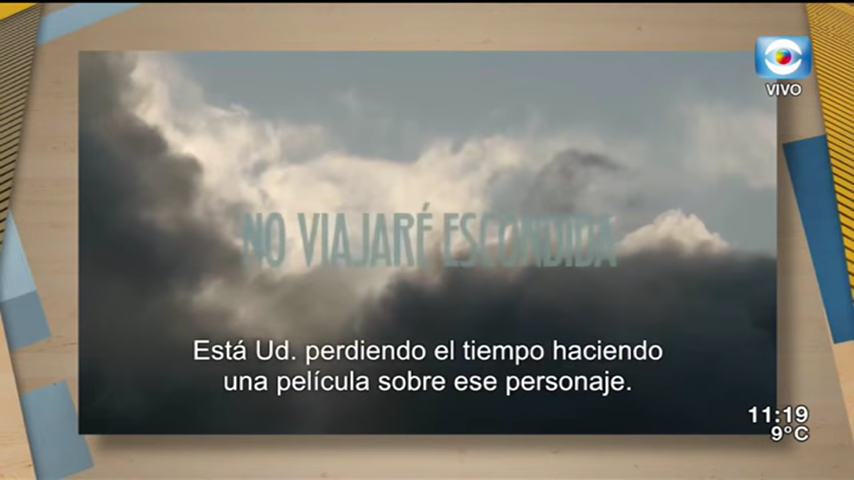 VIVO
NO VIAJARÉ ESCONDIDA
Está Ud. perdiendo el tiempo haciendo
una película sobre ese personaje.
11:19
9°C